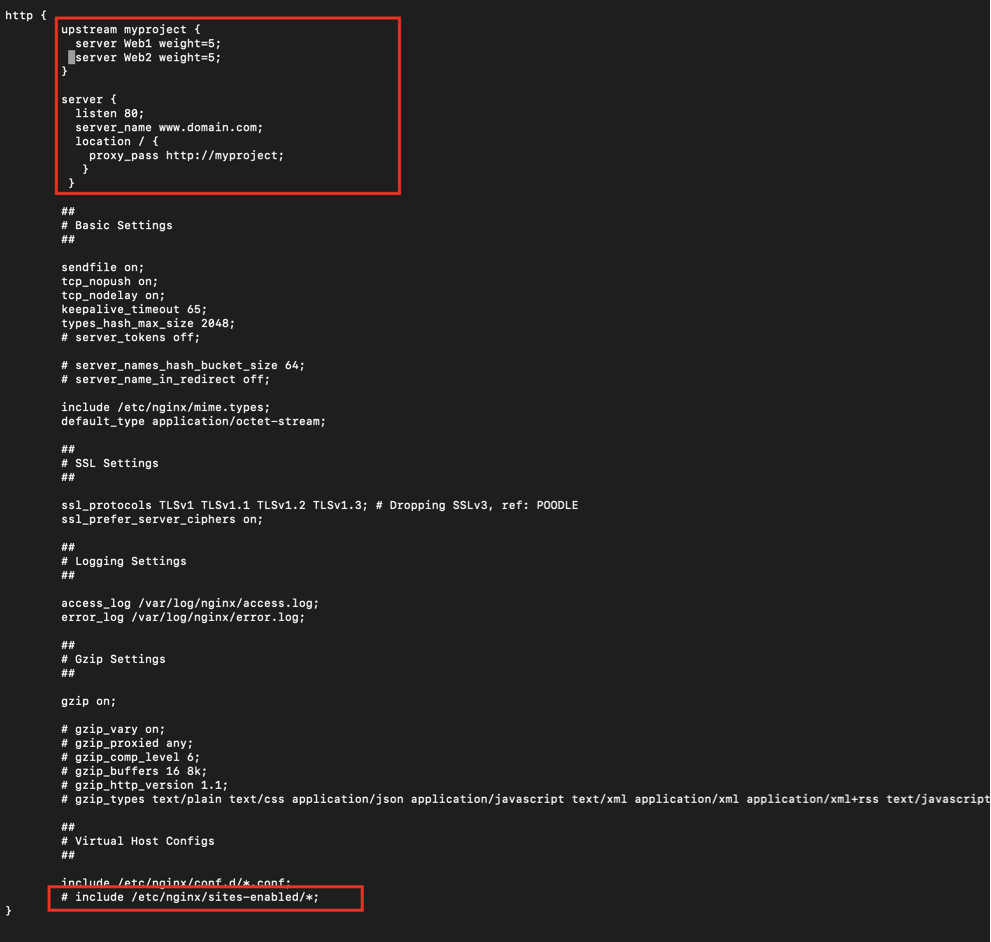 http {
upstream myproject {
server Web1 weight=5;
server Web2 weight=5;
}
server {
listen 80;
server_name www.domain.com;
location / {
proxy_pass http://myproject;
}
}
##
# Basic Settings
##
sendfile on;
tcp_nopush on;
tcp_nodelay on;
keepalive_timeout 65;
types_hash_max_size 2048;
# server_tokens off;
# server_names_hash_bucket_size 64;
# server_name_in_redirect off;
include /etc/nginx/mime.types;
default_type application/octet-stream;
##
# SSL Settings
##
ssl_protocols TLSv1 TLSv1.1 TLSv1.2 TLSv1.3; # Dropping SSLv3, ref: POODLE
ssl_prefer_server_ciphers on;
##
# Logging Settings
##
access_log /var/log/nginx/access.log;
error_log /var/log/nginx/error.log;
##
# Gzip Settings
##
gzip on;
# gzip_vary on;
# gzip_proxied any;
# gzip_comp_level 6;
# gzip_buffers 16 8k;
# gzip_http_version 1.1;
# gzip_types text/plain text/css application/json application/javascript text/xml application/xml application/xml+rss text/javascript
##
# Virtual Host Configs
##
include /etc/nginx/conf.d/*.conf;
# include /etc/nginx/sites-enabled/*;
}